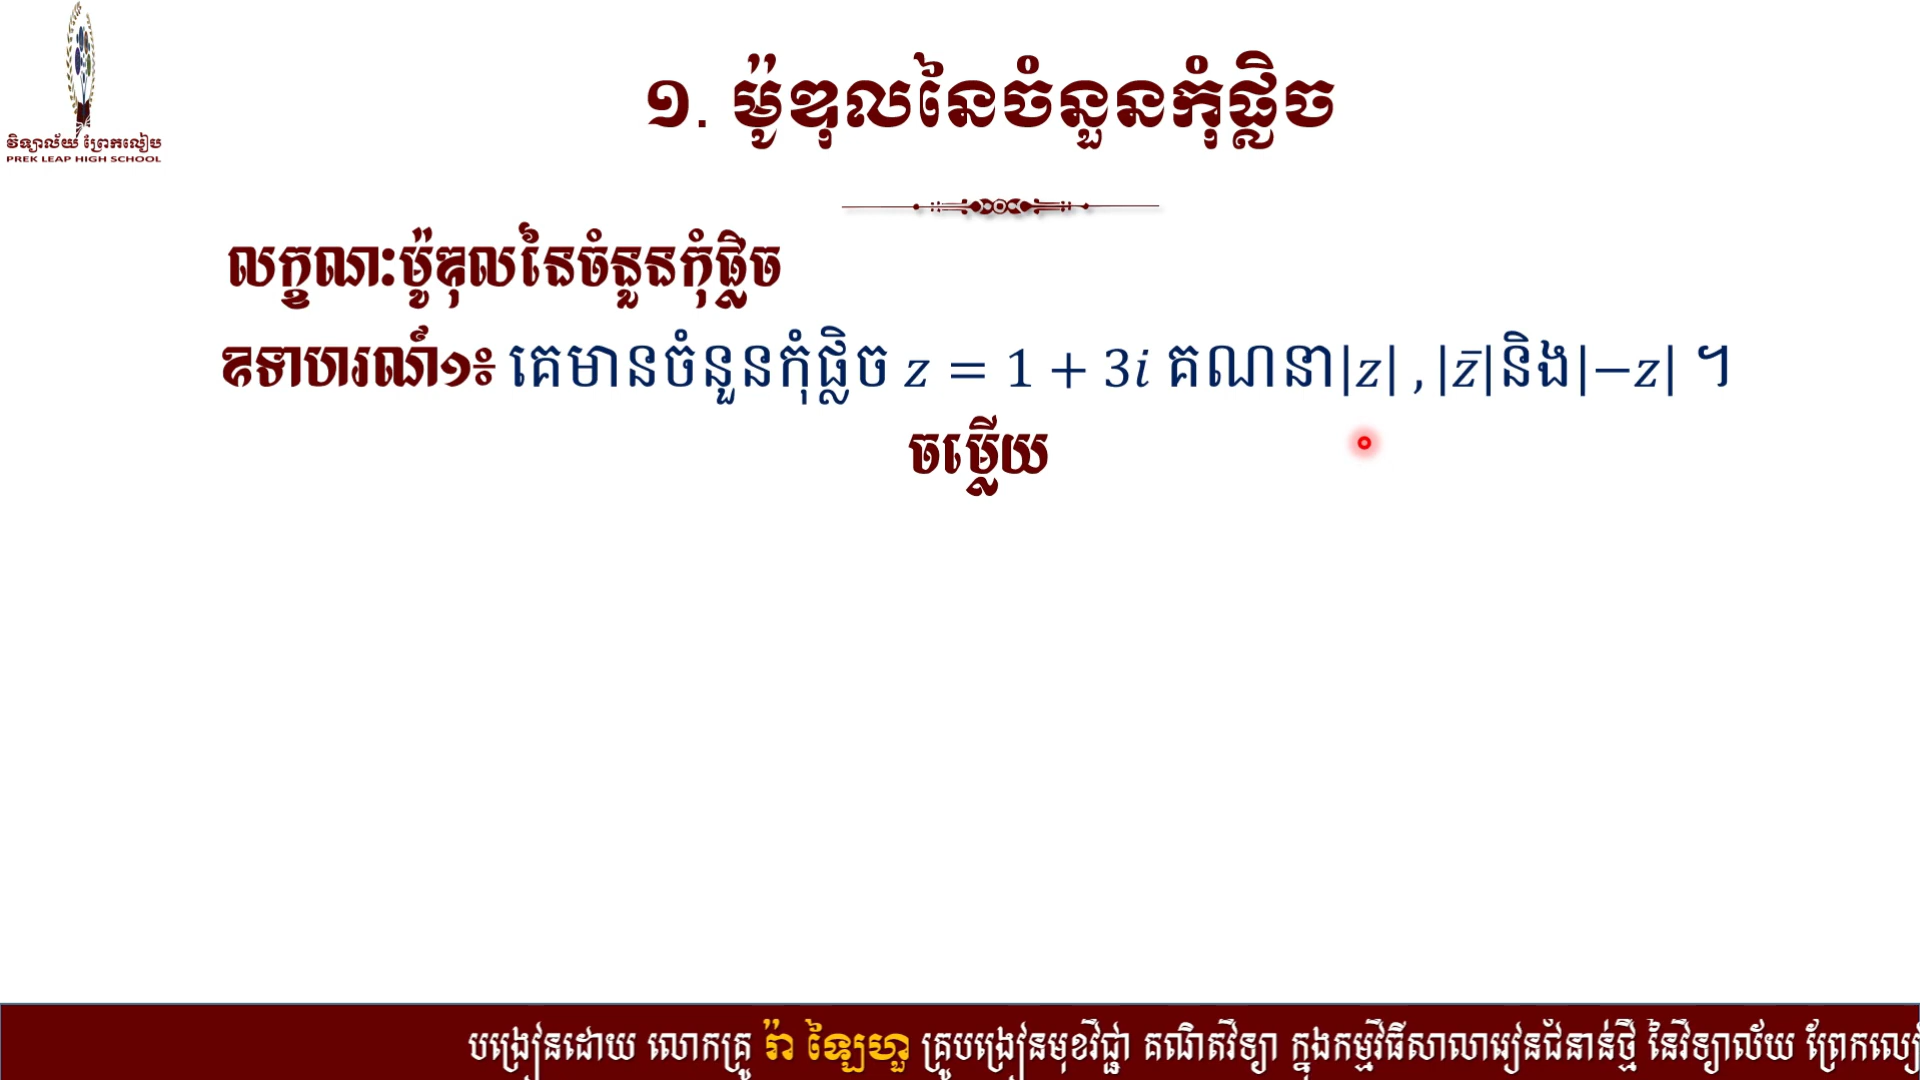 វិទ្យាល័យ ព្រែកលៀប
PREK LEAP HIGH SCHOOL
១. ម៉ូឌុលនៃចំនួនកុំផ្លិច
លក្ខណៈម៉ូឌុលនៃចំនួនកុំផ្លិច
ឧទាហរណ៍១៖ គេមានចំនួនកុំផ្លិច z = 1 + 3i គណនា|z| , |z̄|និង|−z| ។
ចម្លើយ
បង្រៀនដោយ លោកគ្រូ រ៉ា ឡៃហួ គ្រូបង្រៀនមុខវិជ្ជា គណិតវិទ្យា ក្នុងកម្មវិធីសាលារៀនជំនាន់ថ្មី នៃវិទ្យាល័យ ព្រែកលៀ